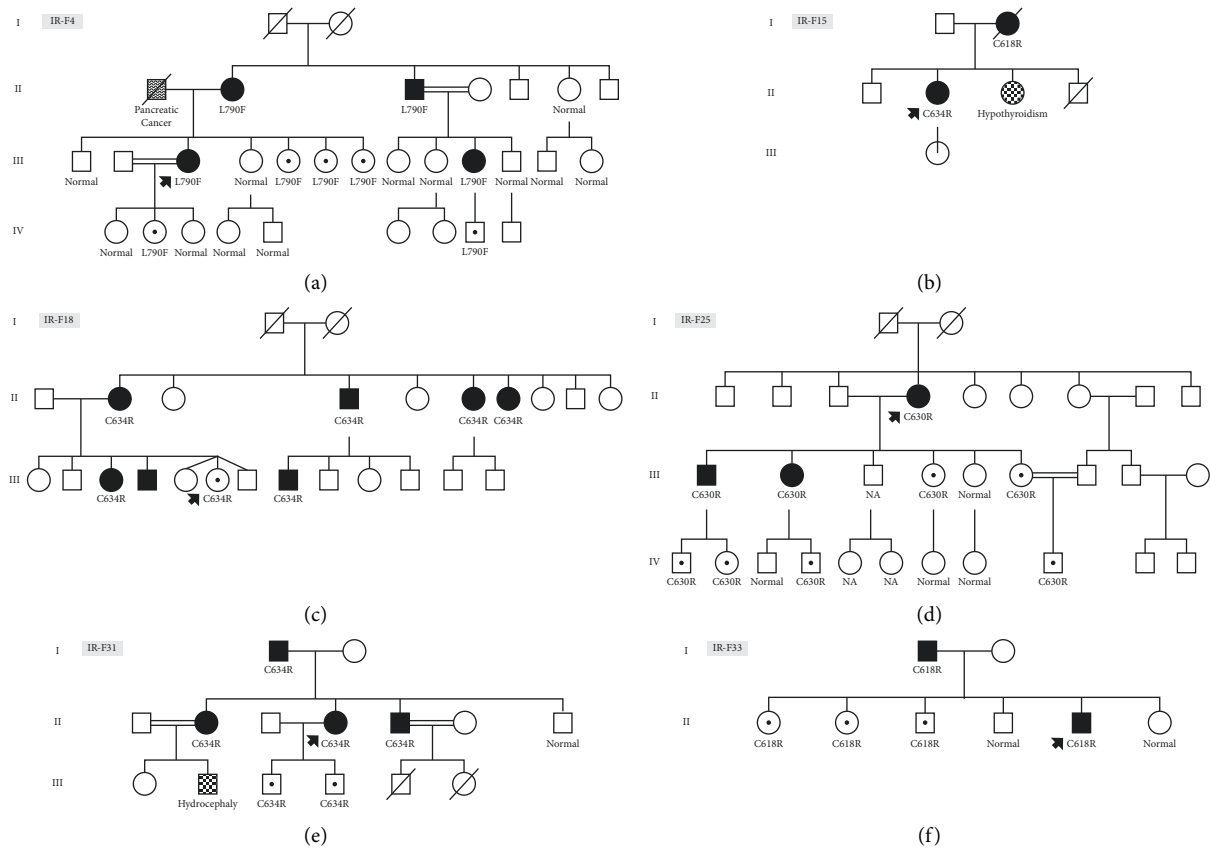 I IR-F4
II
Pancreatic
Cancer
L790F L790F Normal
III
Normal L790F Normal L790F L790F L790F Normal Normal L790F Normal Normal Normal
IV
Normal L790F Normal Normal Normal L790F
(a)
I IR-F15
C618R
II
C634R Hypothyroidism
III
(b)
I IR-F18
II
C634R C634R C634R C634R
III
C634R C634R C634R
(c)
I IR-F25
II
C630R
III
C630R C630R NA C630R Normal C630R
IV
C630R C630R Normal C630R NA NA Normal Normal C630R
(d)
I IR-F31
C634R
II
C634R C634R C634R Normal
III
Hydrocephaly C634R C634R
(e)
I IR-F33
C618R
II
C618R C618R C618R Normal C618R Normal
(f)